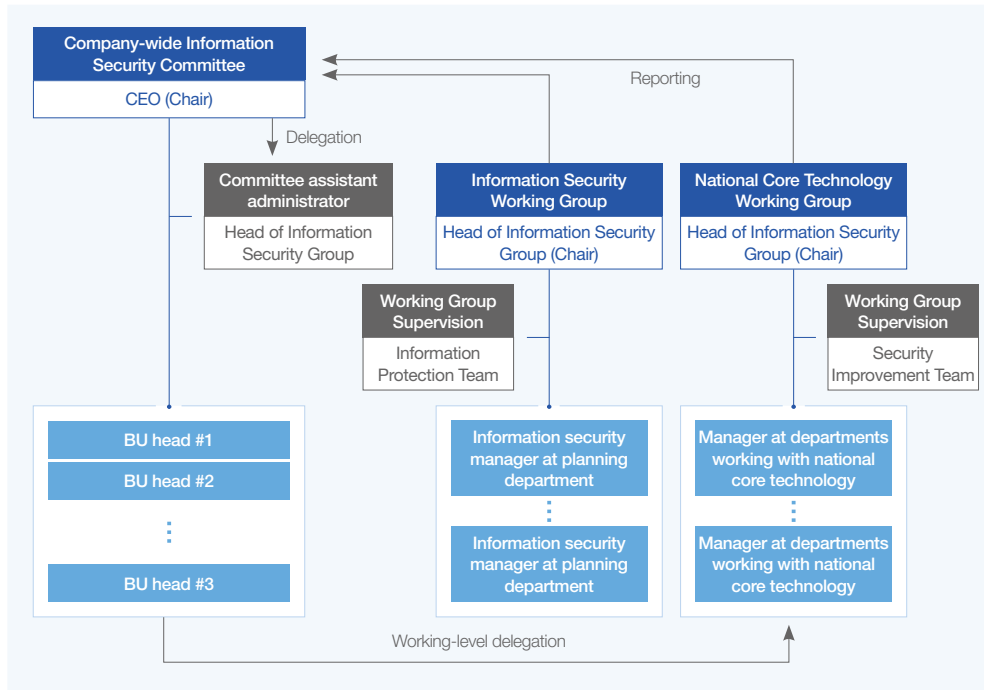 Company-wide Information
Security Committee
CEO (Chair)
Reporting
Delegation
Committee assistant
administrator
Head of Information
Security Group
Information Security
Working Group
Head of Information Security
Group (Chair)
National Core Technology
Working Group
Head of Information Security
Group (Chair)
Working Group
Supervision
Information
Protection Team
Working Group
Supervision
Security
Improvement Team
BU head #1
BU head #2
BU head #3
Information security
manager at planning
department
Information security
manager at planning
department
Manager at departments
working with national
core technology
Manager at departments
working with national
core technology
Working-level delegation